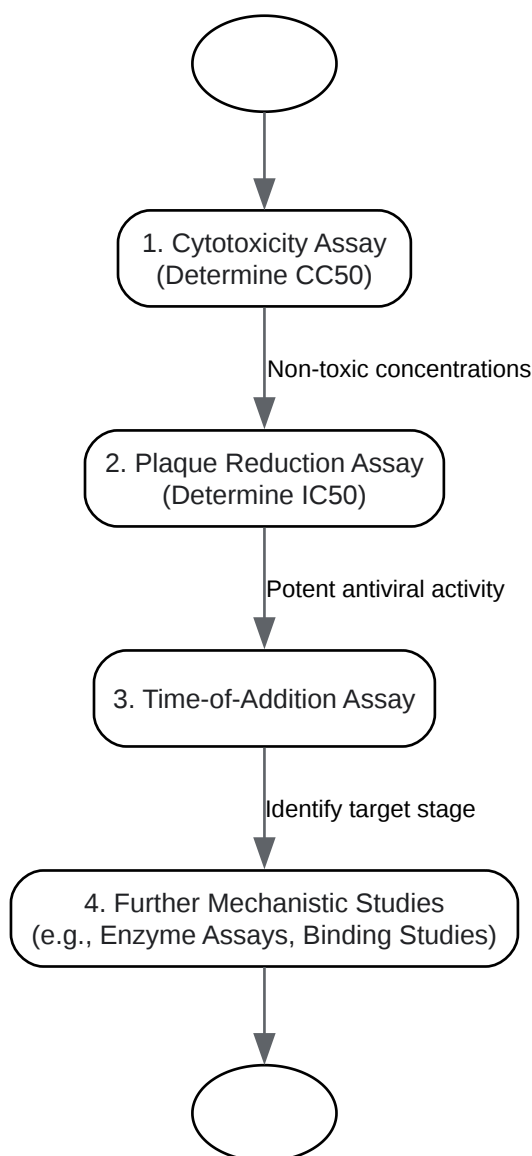 1. Cytotoxicity Assay
(Determine CC50)
Non-toxic concentrations
2. Plaque Reduction Assay
(Determine IC50)
Potent antiviral activity
3. Time-of-Addition Assay
Identify target stage
4. Further Mechanistic Studies
(e.g., Enzyme Assays, Binding Studies)